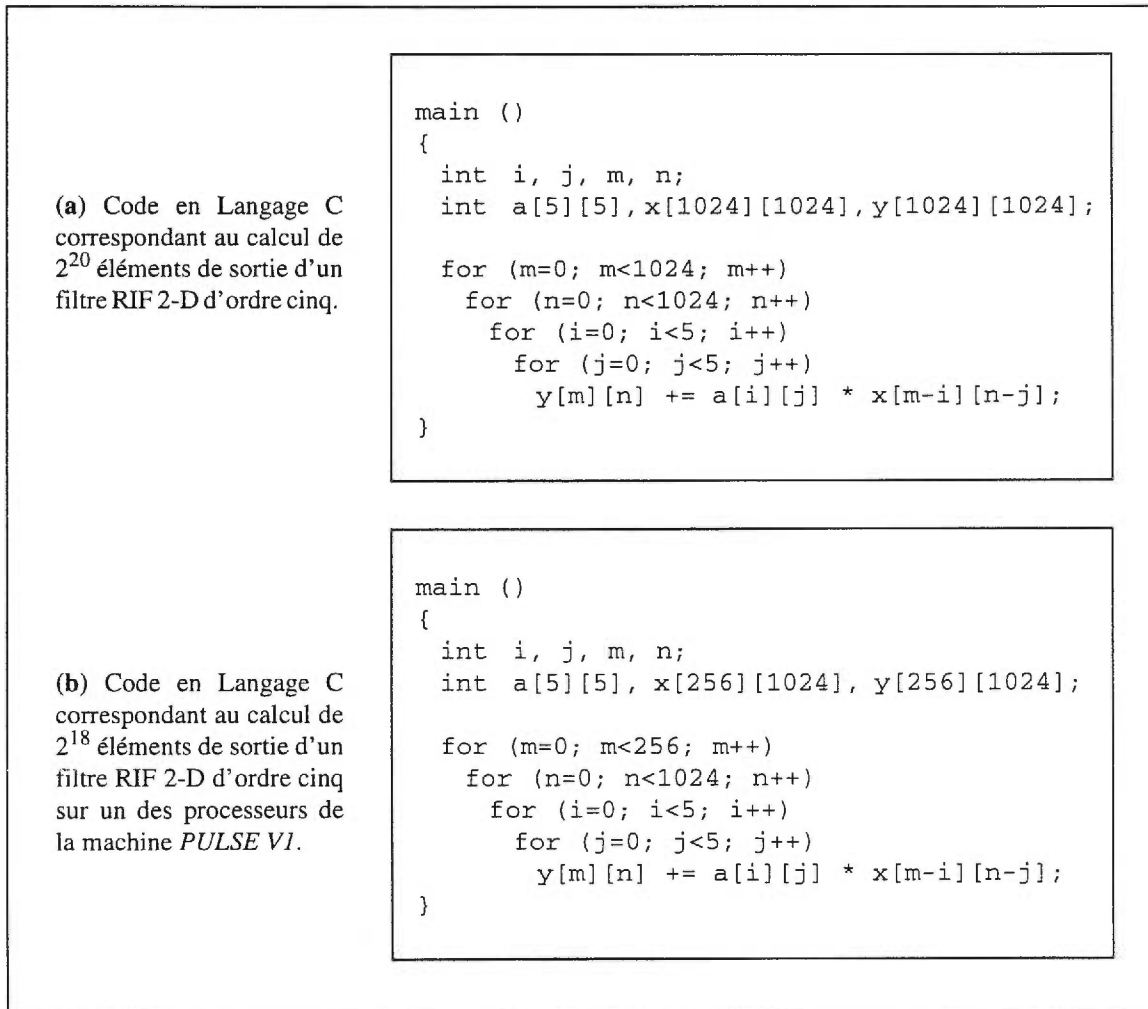 (a) Code en Langage C
correspondant au calcul de
2^20 éléments de sortie d'un
filtre RIF 2-D d'ordre cinq.
main ()
{
int i, j, m, n;
int a[5][5],x[1024][1024],y[1024][1024];
for (m=0; m<1024; m++)
for (n=0; n<1024; n++)
for (i=0; i<5; i++)
for (j=0; j<5; j++)
y[m][n] += a[i][j] * x[m-i][n-j];
}
(b) Code en Langage C
correspondant au calcul de
2^18 éléments de sortie d'un
filtre RIF 2-D d'ordre cinq
sur un des processeurs de
la machine PULSE V1.
main ()
{
int i, j, m, n;
int a[5][5], x[256][1024], y[256][1024];
for (m=0; m<256; m++)
for (n=0; n<1024; n++)
for (i=0; i<5; i++)
for (j=0; j<5; j++)
y[m][n] += a[i][j] * x[m-i][n-j];
}